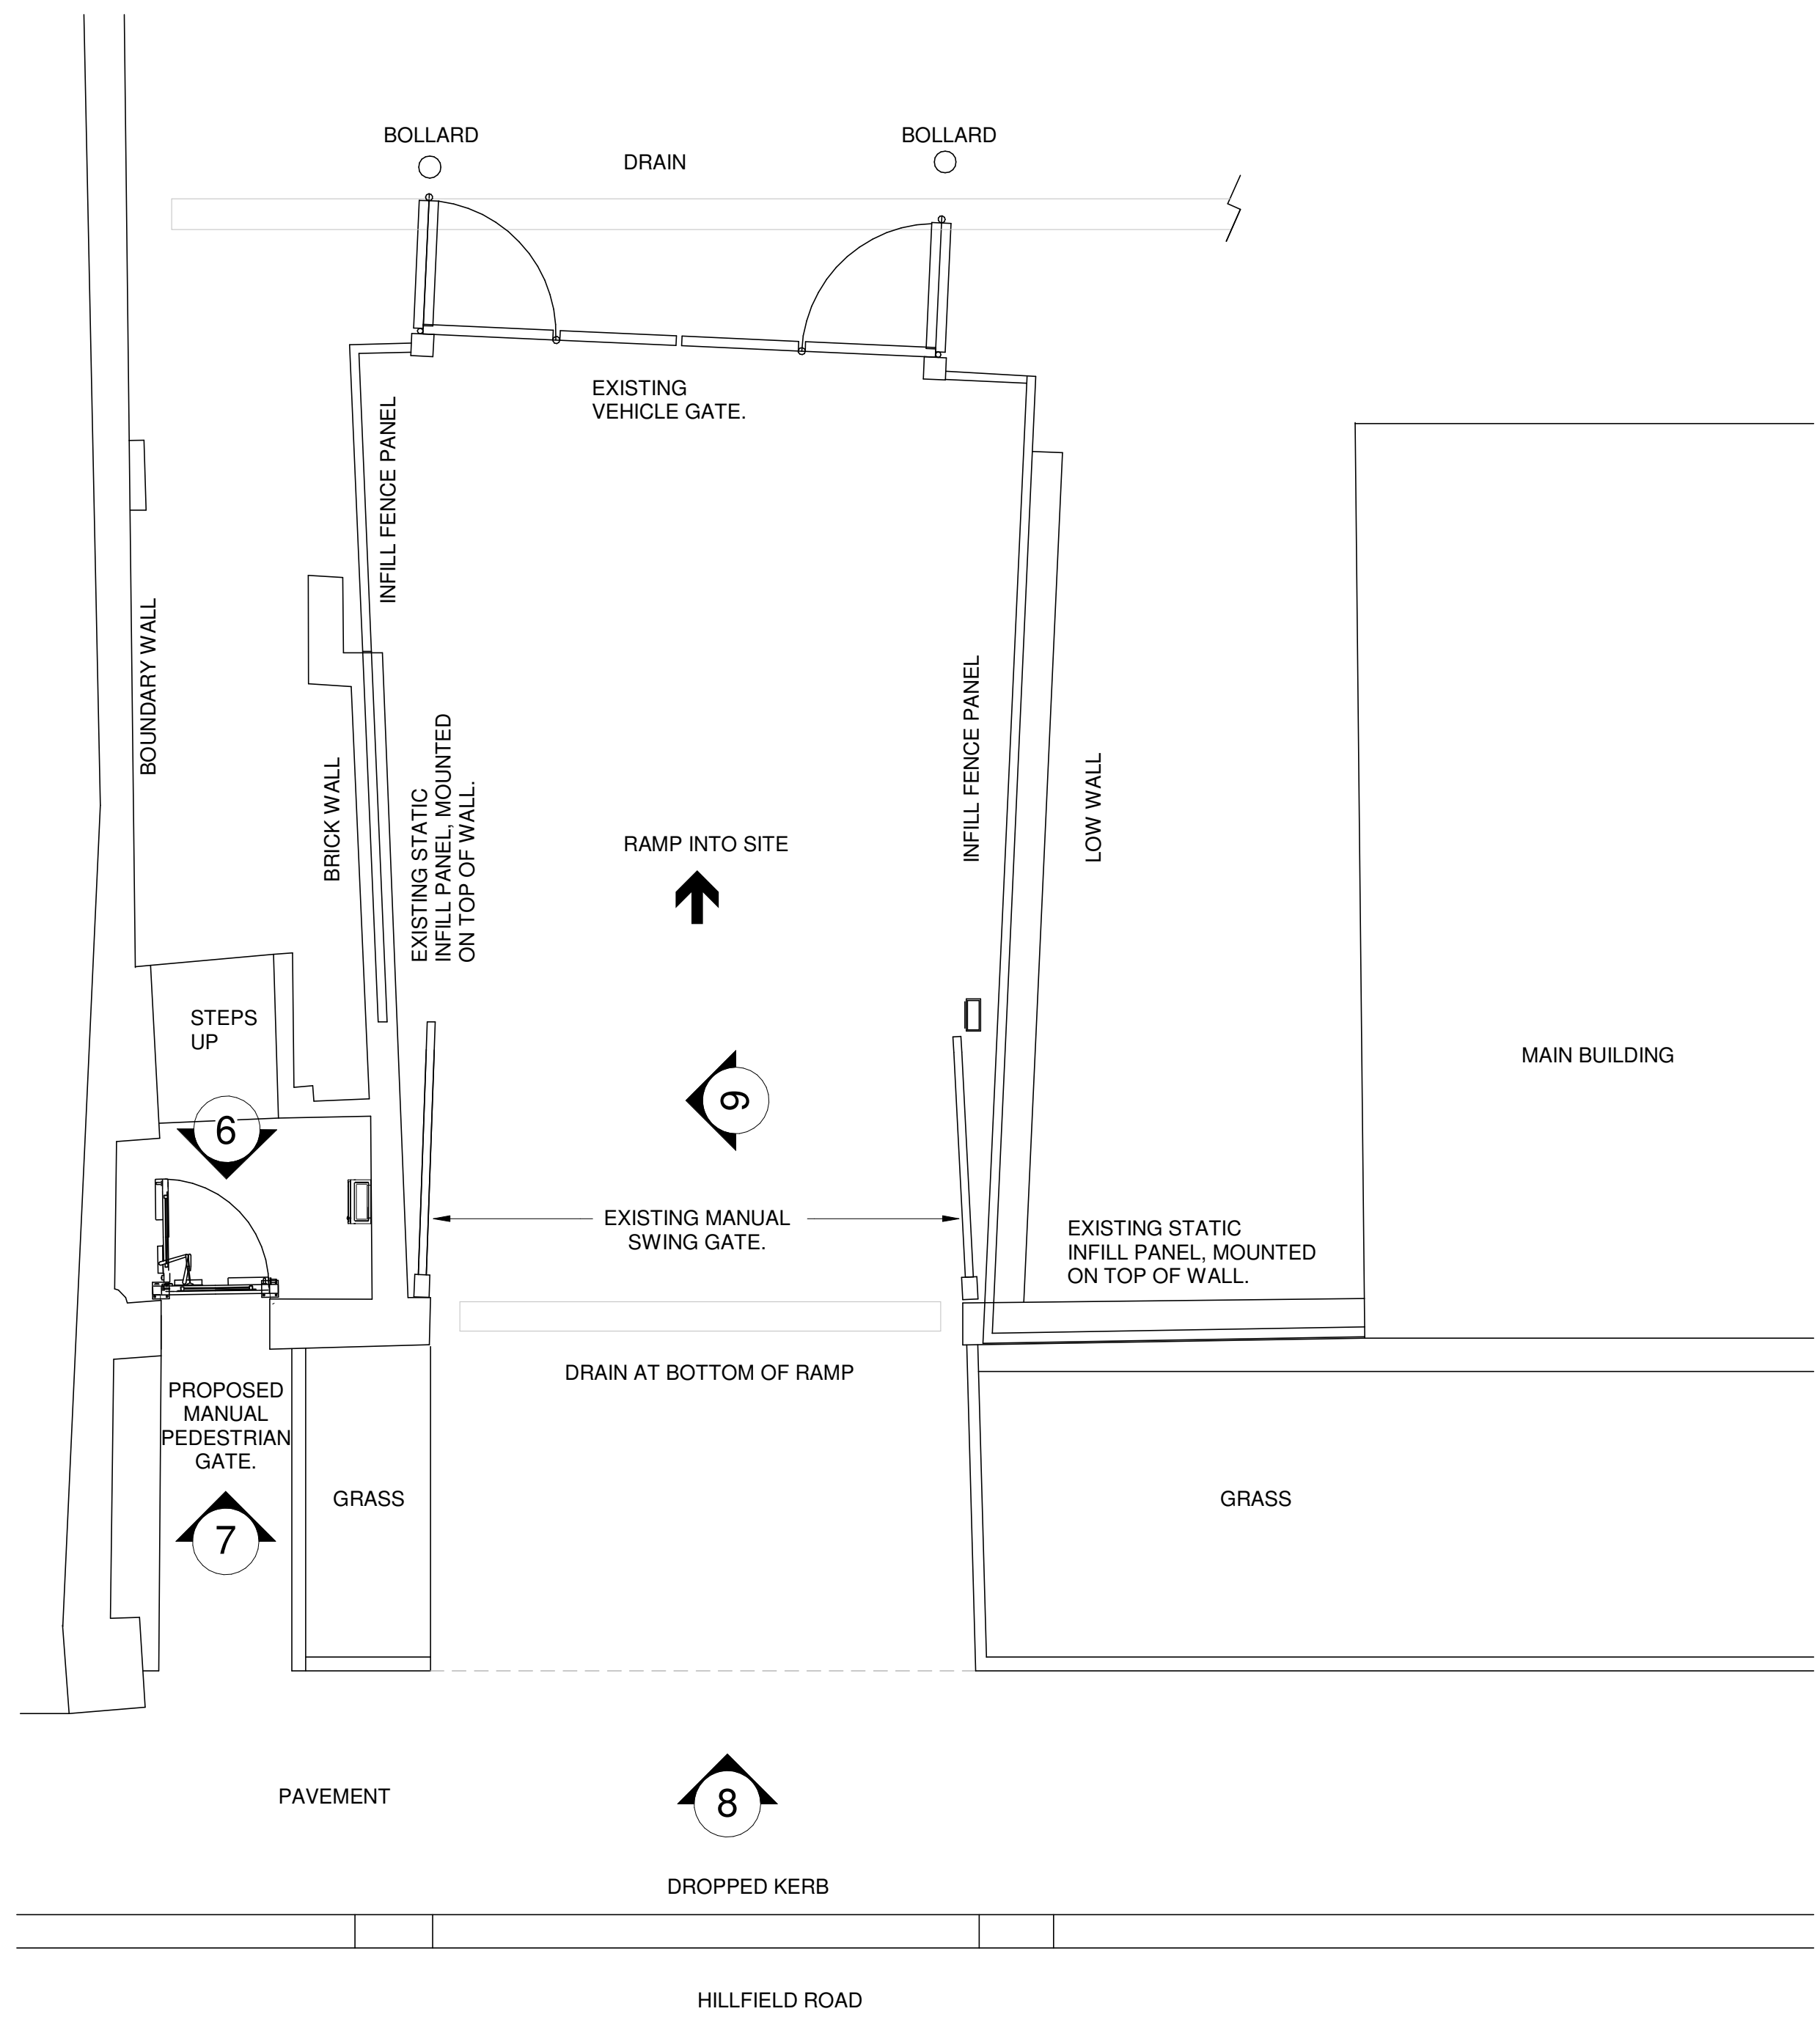 BOLLARD
BOLLARD
DRAIN
EXISTING
VEHICLE GATE.
INFILL FENCE PANEL
BOUNDARY WALL
BRICK WALL
EXISTING STATIC
INFILL PANEL, MOUNTED
ON TOP OF WALL.
INFILL FENCE PANEL
LOW WALL
RAMP INTO SITE
STEPS
UP
MAIN BUILDING
9
6
EXISTING MANUAL
SWING GATE.
EXISTING STATIC
INFILL PANEL, MOUNTED
ON TOP OF WALL.
DRAIN AT BOTTOM OF RAMP
PROPOSED
MANUAL
PEDESTRIAN
GATE.
GRASS
GRASS
7
PAVEMENT
8
DROPPED KERB
HILLFIELD ROAD